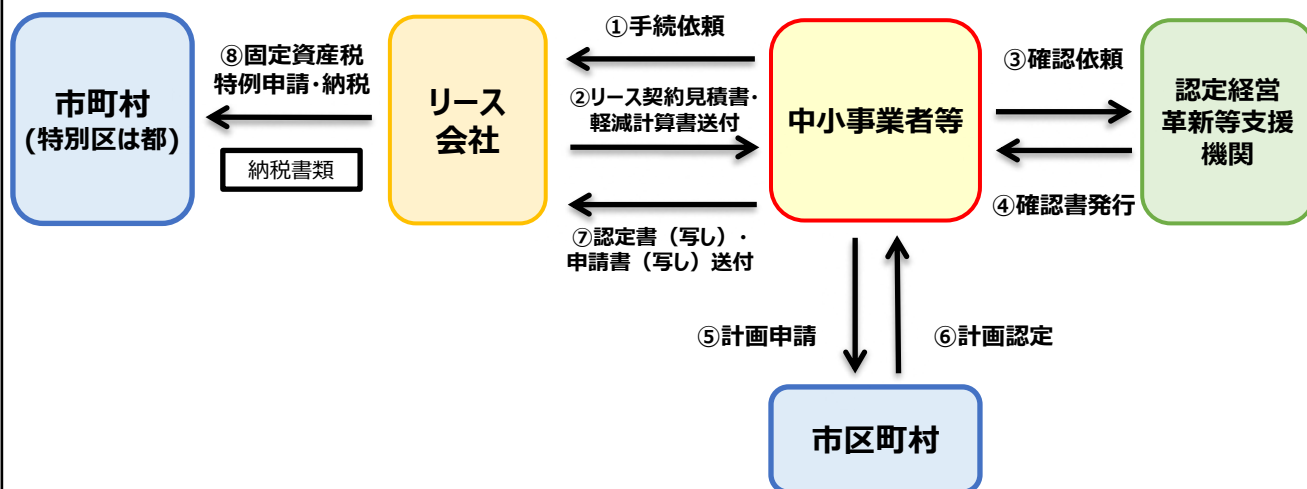 市町村
(特別区は都)
⑧固定資産税
特例申請・納税
納税書類
リース
会社
①手続依頼
②リース契約見積書・
軽減計算書送付
⑦認定書（写し）・
申請書（写し）送付
中小事業者等
③確認依頼
④確認書発行
認定経営
革新等支援
機関
⑤計画申請
⑥計画認定
市区町村